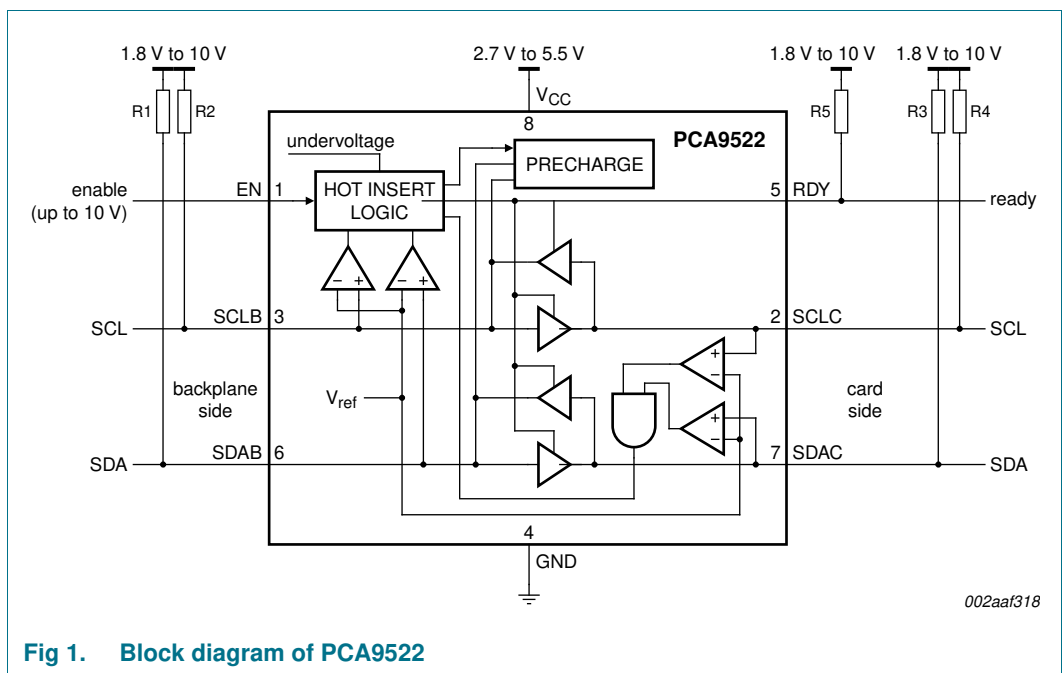 1.8 V to 10 V
2.7 V to 5.5 V
1.8 V to 10 V
1.8 V to 10 V
R1
R2
R5
R3
R4
VCC
8
PCA9522
undervoltage
PRECHARGE
enable
(up to 10 V)
EN
1
HOT INSERT
LOGIC
5
RDY
ready
− +
− +
SCL
SCLB
3
2
SCLC
SCL
+
−
backplane
side
Vref
card
side
+
−
SDA
SDAB
6
7
SDAC
SDA
4
GND
002aaf318
Fig 1. Block diagram of PCA9522